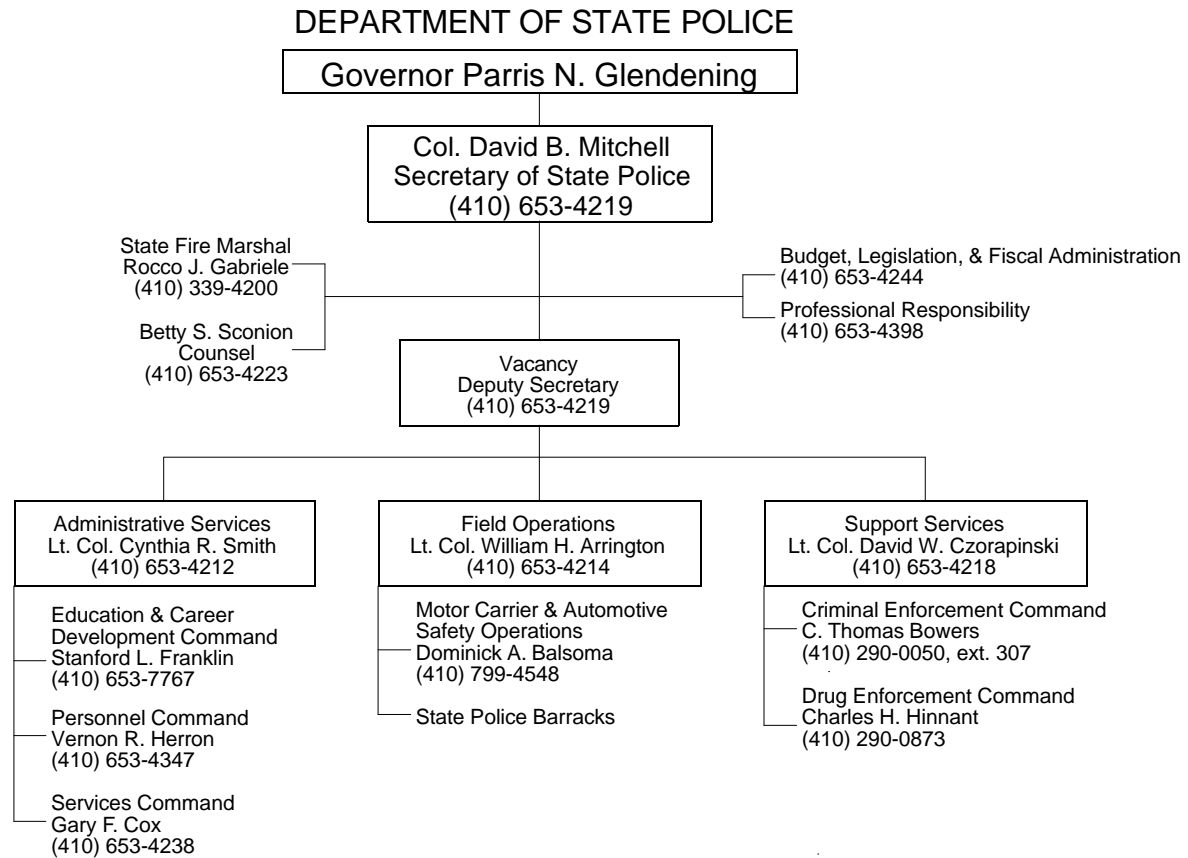 DEPARTMENT OF STATE POLICE
Governor Parris N. Glendening
Col. David B. Mitchell
Secretary of State Police
(410) 653-4219
State Fire Marshal
Rocco J. Gabriele
(410) 339-4200
Betty S. Sconion
Counsel
(410) 653-4223
Budget, Legislation, & Fiscal Administration
(410) 653-4244
Professional Responsibility
(410) 653-4398
Vacancy
Deputy Secretary
(410) 653-4219
Administrative Services
Lt. Col. Cynthia R. Smith
(410) 653-4212
Education & Career
Development Command
Stanford L. Franklin
(410) 653-7767
Personnel Command
Vernon R. Herron
(410) 653-4347
Services Command
Gary F. Cox
(410) 653-4238
Field Operations
Lt. Col. William H. Arrington
(410) 653-4214
Motor Carrier & Automotive
Safety Operations
Dominick A. Balsoma
(410) 799-4548
State Police Barracks
Support Services
Lt. Col. David W. Czorapinski
(410) 653-4218
Criminal Enforcement Command
C. Thomas Bowers
(410) 290-0050, ext. 307
Drug Enforcement Command
Charles H. Hinnant
(410) 290-0873